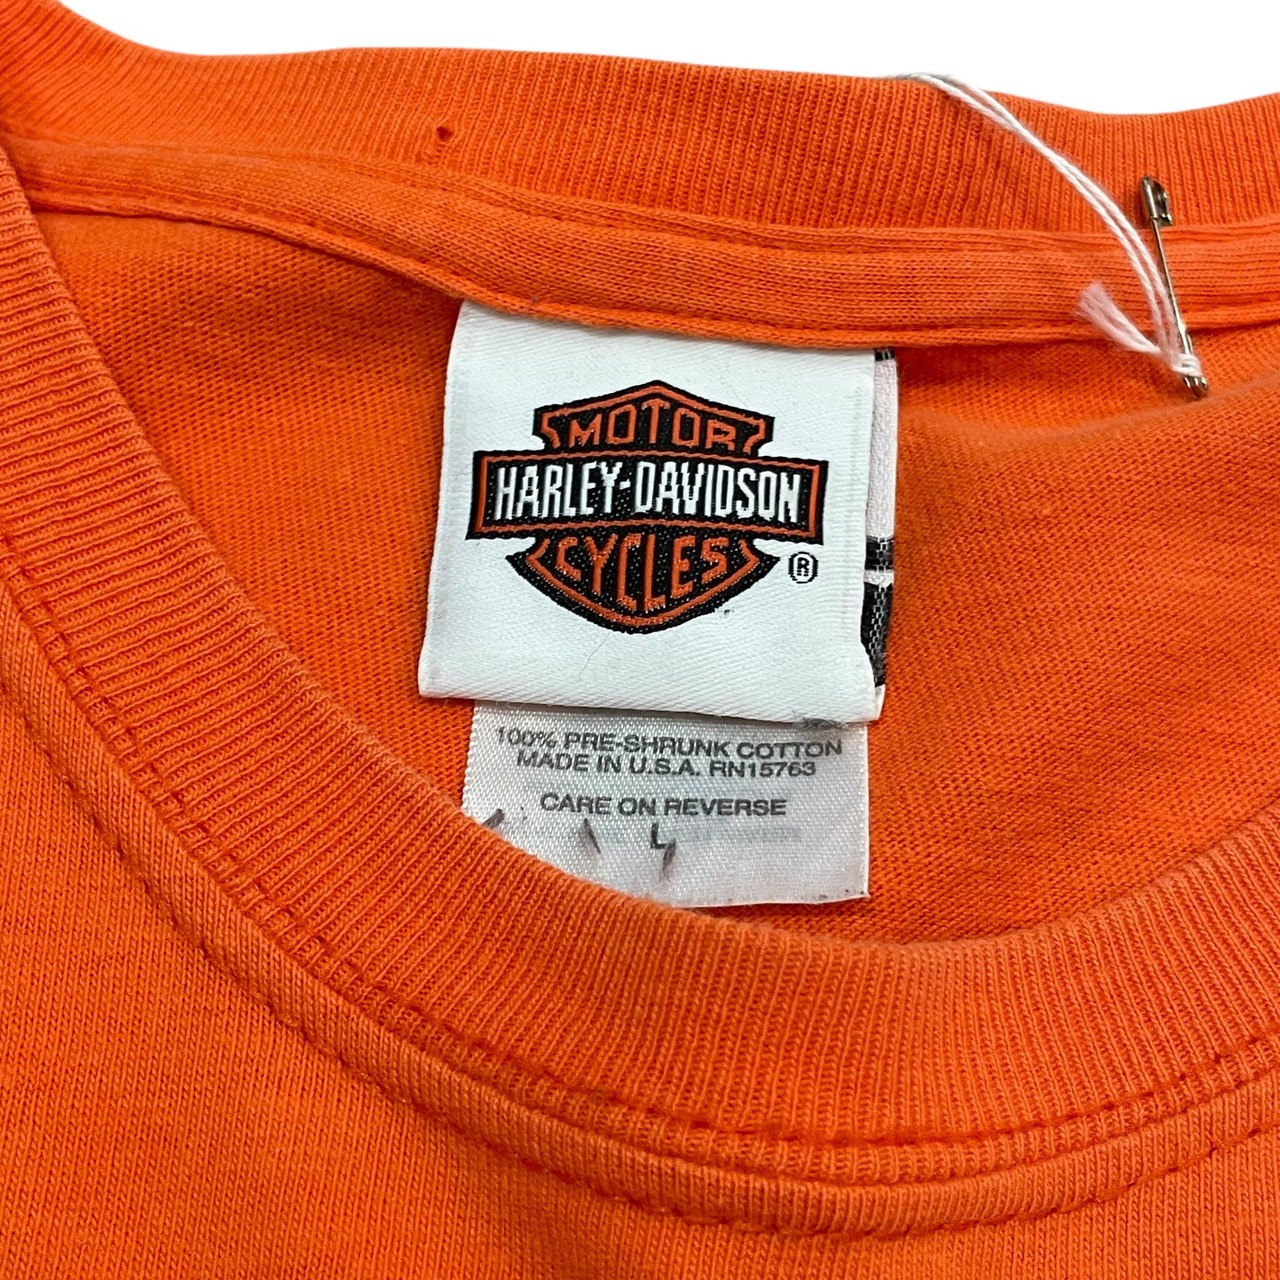 MOTOR
HARLEY-DAVIDSON
CYCLES
®
100% PRE-SHRUNK COTTON
MADE IN U.S.A. RN15763
CARE ON REVERSE
L